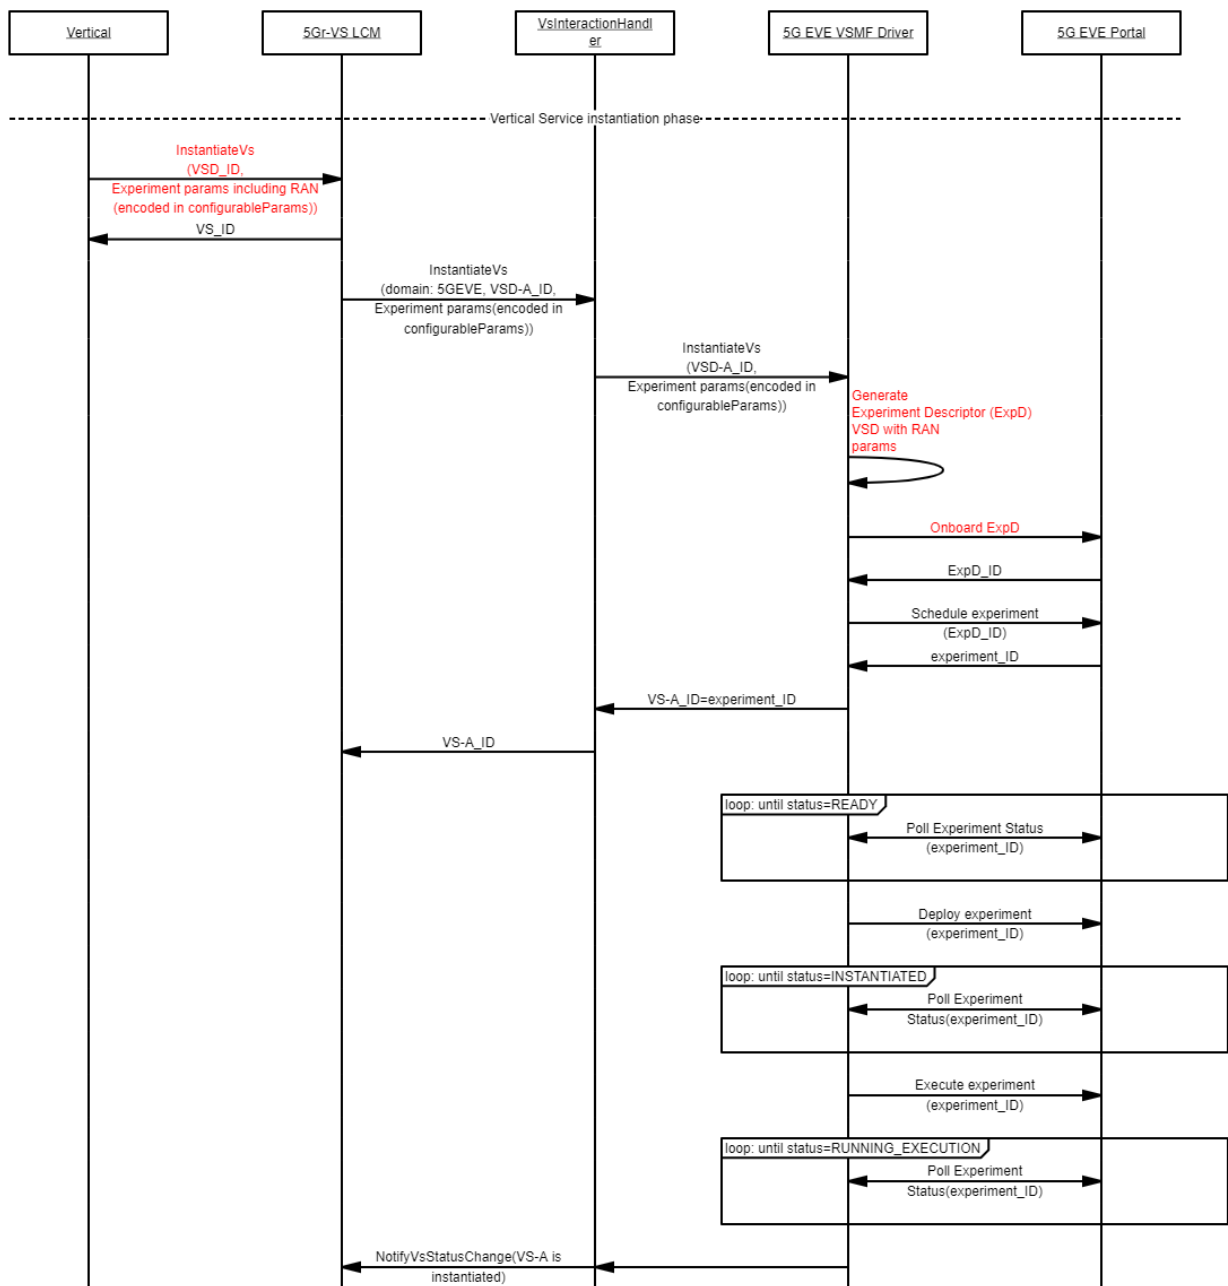 Vertical
5Gr-VS LCM
VsInteractionHandl
er
5G EVE VSMF Driver
5G EVE Portal
Vertical Service instantiation phase
InstantiateVs
(VSD_ID,
Experiment params including RAN
(encoded in configurableParams))
VS_ID
InstantiateVs
(domain: 5GEVE, VSD-A_ID,
Experiment params(encoded in
configurableParams))
InstantiateVs
(VSD-A_ID,
Experiment params(encoded in
configurableParams))
Generate
Experiment Descriptor (ExpD)
VSD with RAN
params
Onboard ExpD
ExpD_ID
Schedule experiment
(ExpD_ID)
experiment_ID
VS-A_ID=experiment_ID
VS-A_ID
loop: until status=READY
Poll Experiment Status
(experiment_ID)
Deploy experiment
(experiment_ID)
loop: until status=INSTANTIATED
Poll Experiment
Status(experiment_ID)
Execute experiment
(experiment_ID)
loop: until status=RUNNING_EXECUTION
Poll Experiment
Status(experiment_ID)
NotifyVsStatusChange(VS-A is
instantiated)